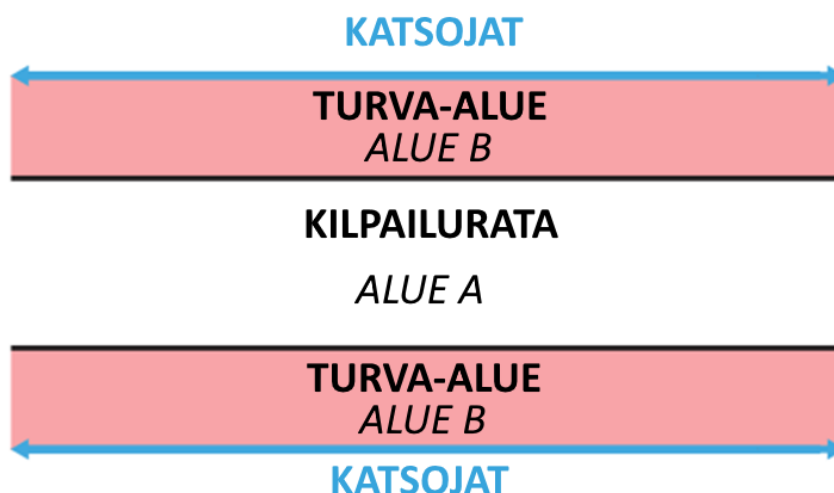 KATSOJAT
TURVA-ALUE
ALUE B
KILPAILURATA
ALUE A
TURVA-ALUE
ALUE B
KATSOJAT